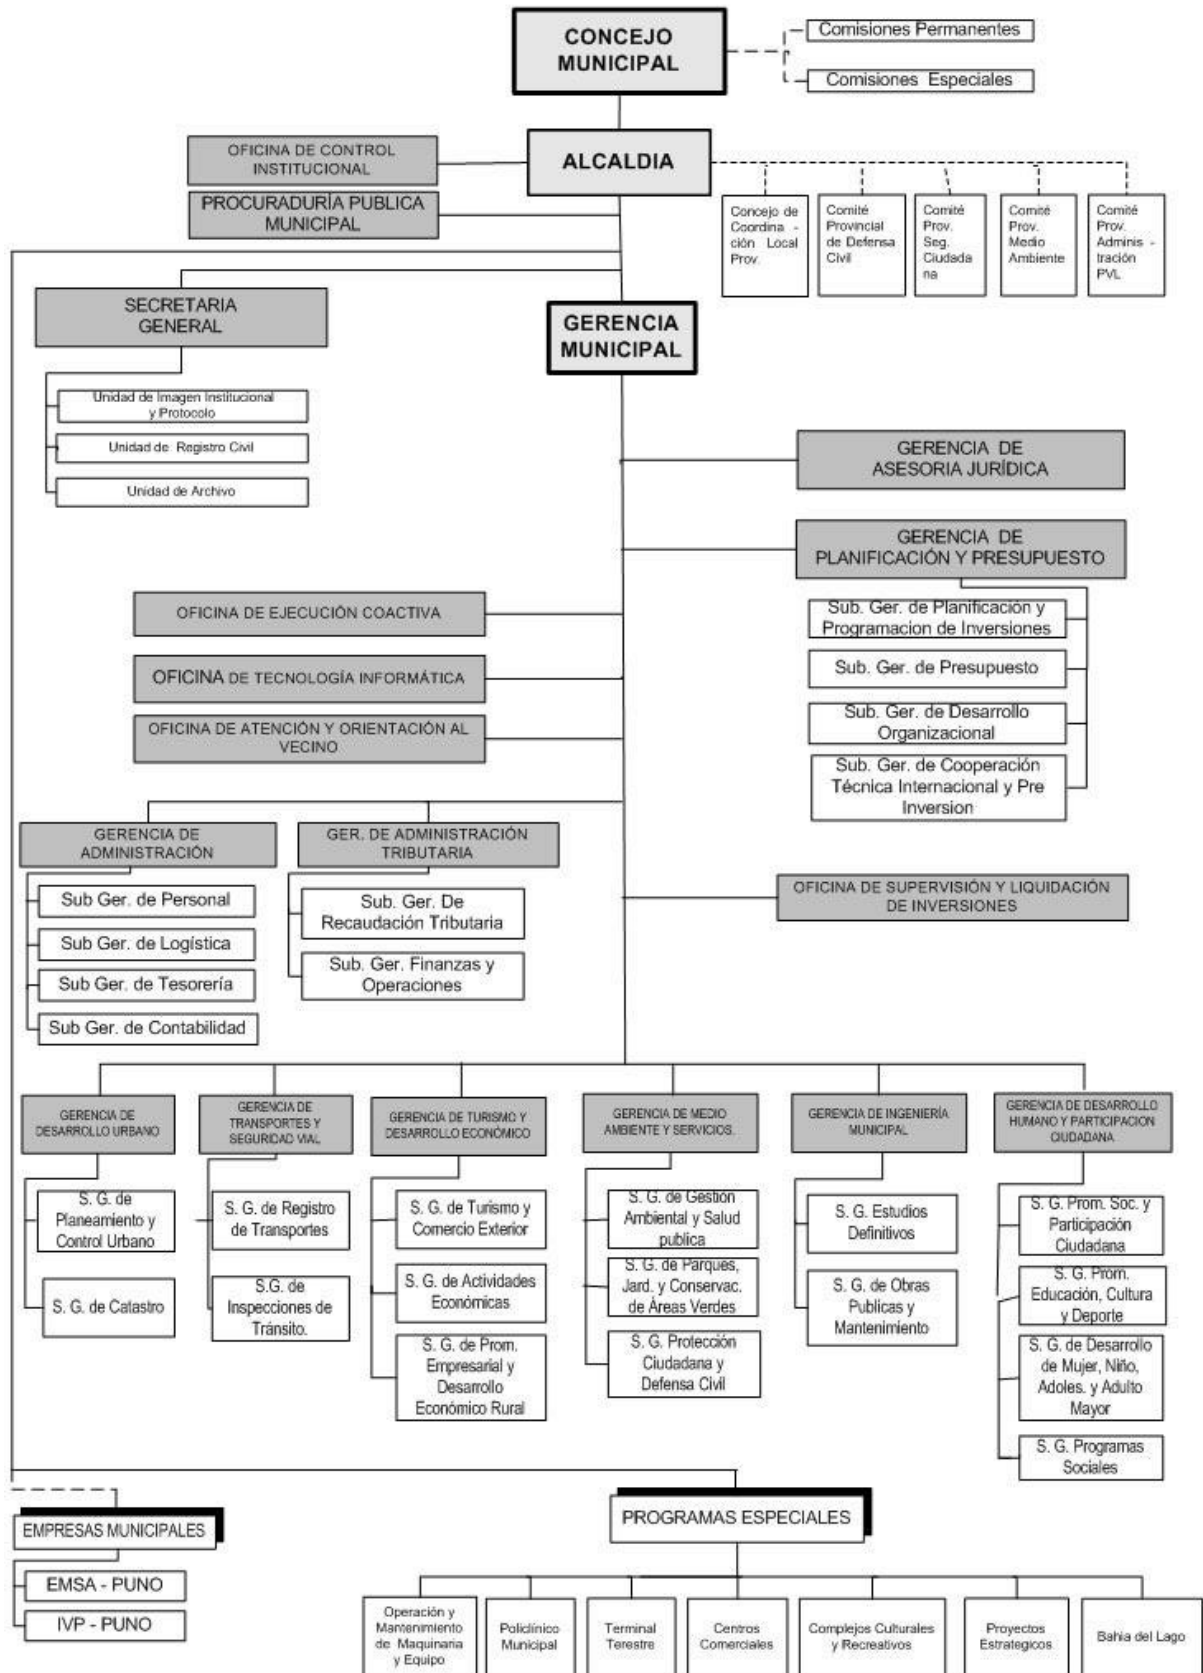 CONCEJO
MUNICIPAL
Comisiones Permanentes
Comisiones Especiales
OFICINA DE CONTROL
INSTITUCIONAL
ALCALDIA
PROCURADURÍA PUBLICA
MUNICIPAL
Concejo de
Coordina -
ción Local
Prov.
Comité
Provincial
de Defensa
Civil
Comité
Prov.
Seg.
Ciudada
na
Comité
Prov.
Medio
Ambiente
Comité
Prov.
Adminis -
tración
PVL
SECRETARIA
GENERAL
GERENCIA
MUNICIPAL
Unidad de Imagen Institucional
y Protocolo
Unidad de Registro Civil
Unidad de Archivo
GERENCIA DE
ASESORIA JURÍDICA
GERENCIA DE
PLANIFICACIÓN Y PRESUPUESTO
Sub. Ger. de Planificación y
Programacion de Inversiones
Sub. Ger. de Presupuesto
Sub. Ger. de Desarrollo
Organizacional
Sub. Ger. de Cooperación
Técnica Internacional y Pre
Inversion
OFICINA DE EJECUCIÓN COACTIVA
OFICINA DE TECNOLOGÍA INFORMÁTICA
OFICINA DE ATENCIÓN Y ORIENTACIÓN AL
VECINO
GERENCIA DE
ADMINISTRACIÓN
Sub Ger. de Personal
Sub Ger. de Logística
Sub Ger. de Tesorería
Sub Ger. de Contabilidad
GER. DE ADMINISTRACIÓN
TRIBUTARIA
Sub. Ger. De
Recaudación Tributaria
Sub. Ger. Finanzas y
Operaciones
OFICINA DE SUPERVISIÓN Y LIQUIDACIÓN
DE INVERSIONES
GERENCIA DE
DESARROLLO URBANO
S. G. de
Planeamiento y
Control Urbano
S. G. de Catastro
GERENCIA DE
TRANSPORTES Y
SEGURIDAD VIAL
S. G. de Registro
de Transportes
S.G. de
Inspecciones de
Tránsito.
GERENCIA DE TURISMO Y
DESARROLLO ECONÓMICO
S. G. de Turismo y
Comercio Exterior
S. G. de Actividades
Económicas
S. G. de Prom.
Empresarial y
Desarrollo
Económico Rural
GERENCIA DE MEDIO
AMBIENTE Y SERVICIOS.
S. G. de Gestión
Ambiental y Salud
publica
S. G. de Parques,
Jard. y Conservac.
de Áreas Verdes
S. G. Protección
Ciudadana y
Defensa Civil
GERENCIA DE INGENIERÍA
MUNICIPAL
S. G. Estudios
Definitivos
S. G. de Obras
Publicas y
Mantenimiento
GERENCIA DE DESARROLLO
HUMANO Y PARTICIPACION
CIUDADANA
S. G. Prom. Soc. y
Participación
Ciudadana
S. G. Prom.
Educación, Cultura
y Deporte
S. G. de Desarrollo
de Mujer, Niño,
Adoles. y Adulto
Mayor
S. G. Programas
Sociales
EMPRESAS MUNICIPALES
EMSA - PUNO
IVP - PUNO
PROGRAMAS ESPECIALES
Operación y
Mantenimiento
de Maquinaria
y Equipo
Policlínico
Municipal
Terminal
Terestre
Centros
Comerciales
Complejos Culturales
y Recreativos
Proyectos
Estrategicos
Bahia del Lago